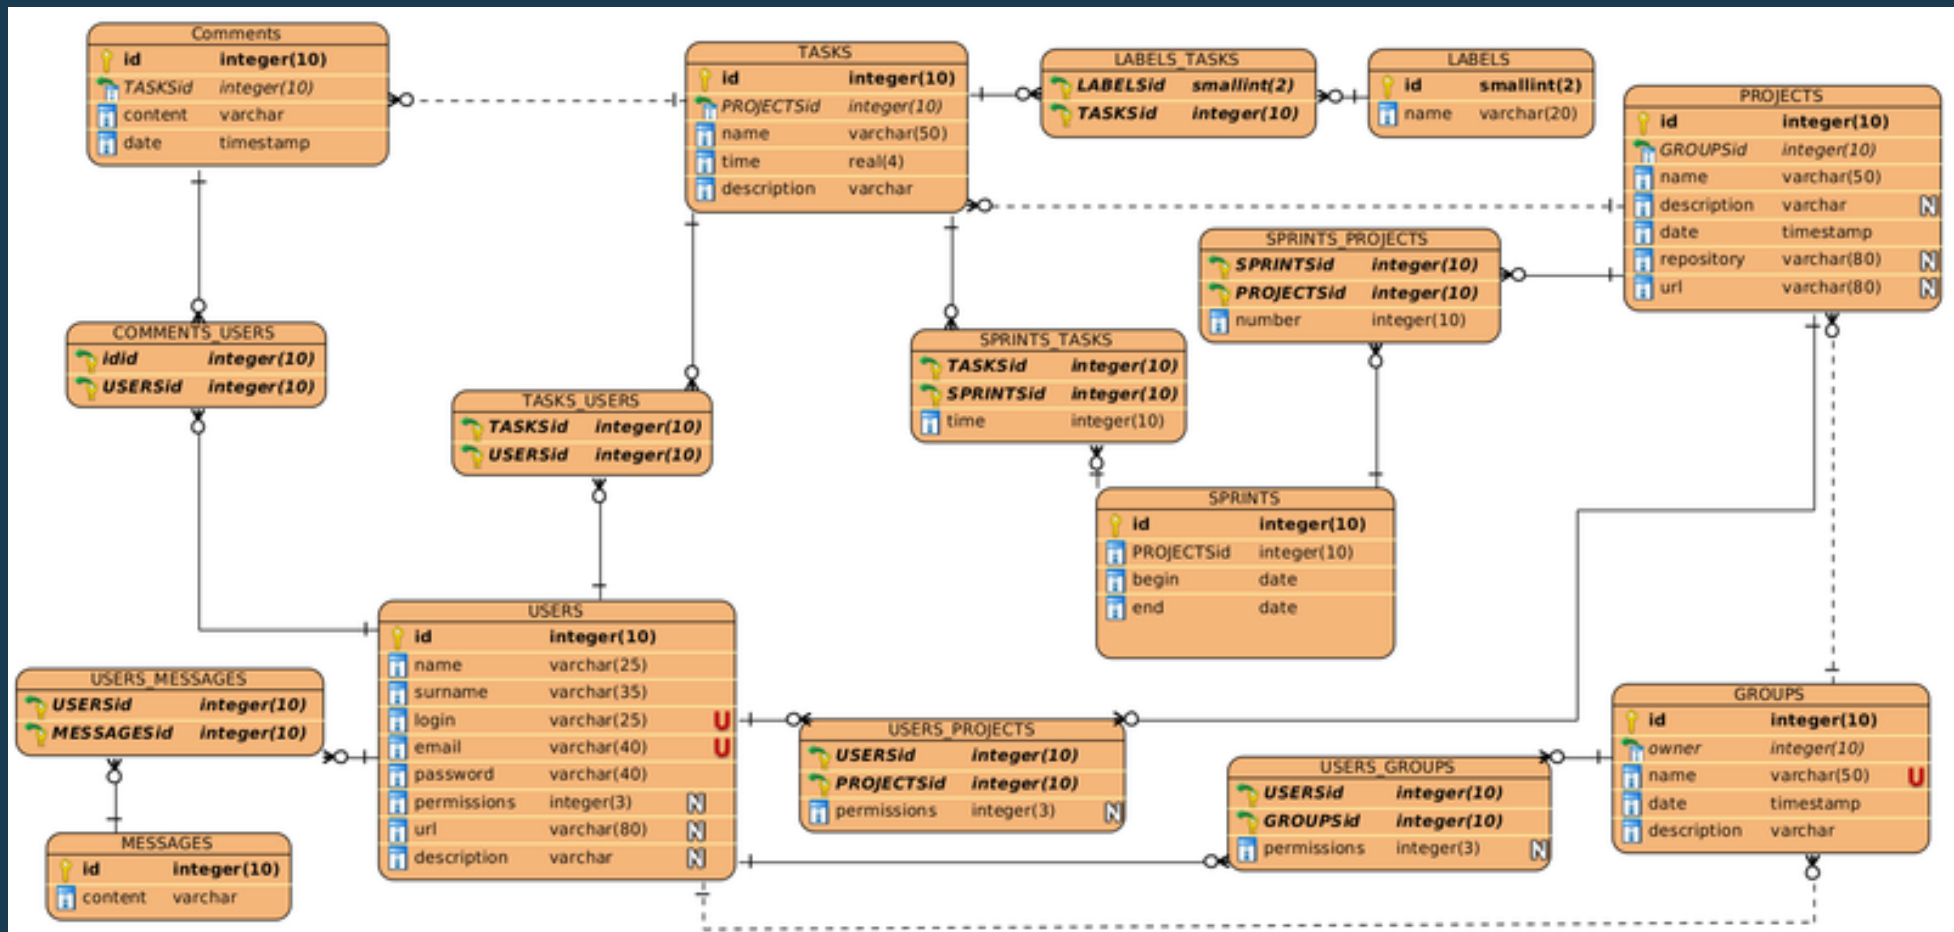 Comments
id integer(10)
TASKSid integer(10)
content varchar
date timestamp
TASKS
id integer(10)
PROJECTSid integer(10)
name varchar(50)
time real(4)
description varchar
LABELS_TASKS
LABELSid smallint(2)
TASKSid integer(10)
LABELS
id smallint(2)
name varchar(20)
PROJECTS
id integer(10)
GROUPSid integer(10)
name varchar(50)
description varchar N
date timestamp
repository varchar(80) N
url varchar(80) N
SPRINTS_PROJECTS
SPRINTSid integer(10)
PROJECTSid integer(10)
number integer(10)
COMMENTS_USERS
idid integer(10)
USERSid integer(10)
TASKS_USERS
TASKSid integer(10)
USERSid integer(10)
SPRINTS_TASKS
TASKSid integer(10)
SPRINTSid integer(10)
time integer(10)
SPRINTS
id integer(10)
PROJECTSid integer(10)
begin date
end date
USERS
id integer(10)
name varchar(25)
surname varchar(35)
login varchar(25) U
email varchar(40) U
password varchar(40)
permissions integer(3) N
url varchar(80) N
description varchar N
USERS_MESSAGES
USERSid integer(10)
MESSAGESid integer(10)
MESSAGES
id integer(10)
content varchar
USERS_PROJECTS
USERSid integer(10)
PROJECTSid integer(10)
permissions integer(3) N
USERS_GROUPS
USERSid integer(10)
GROUPSid integer(10)
permissions integer(3) N
GROUPS
id integer(10)
owner integer(10)
name varchar(50) U
date timestamp
description varchar